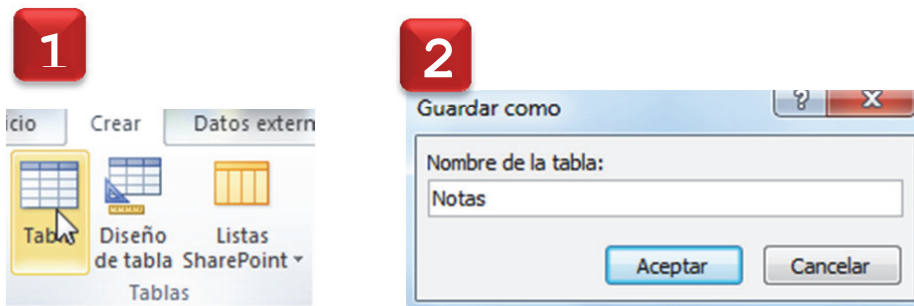 1
icio Crear Datos extern
Tabla Diseño de tabla Listas SharePoint
Tablas
2
Guardar como
Nombre de la tabla:
Notas
Aceptar Cancelar